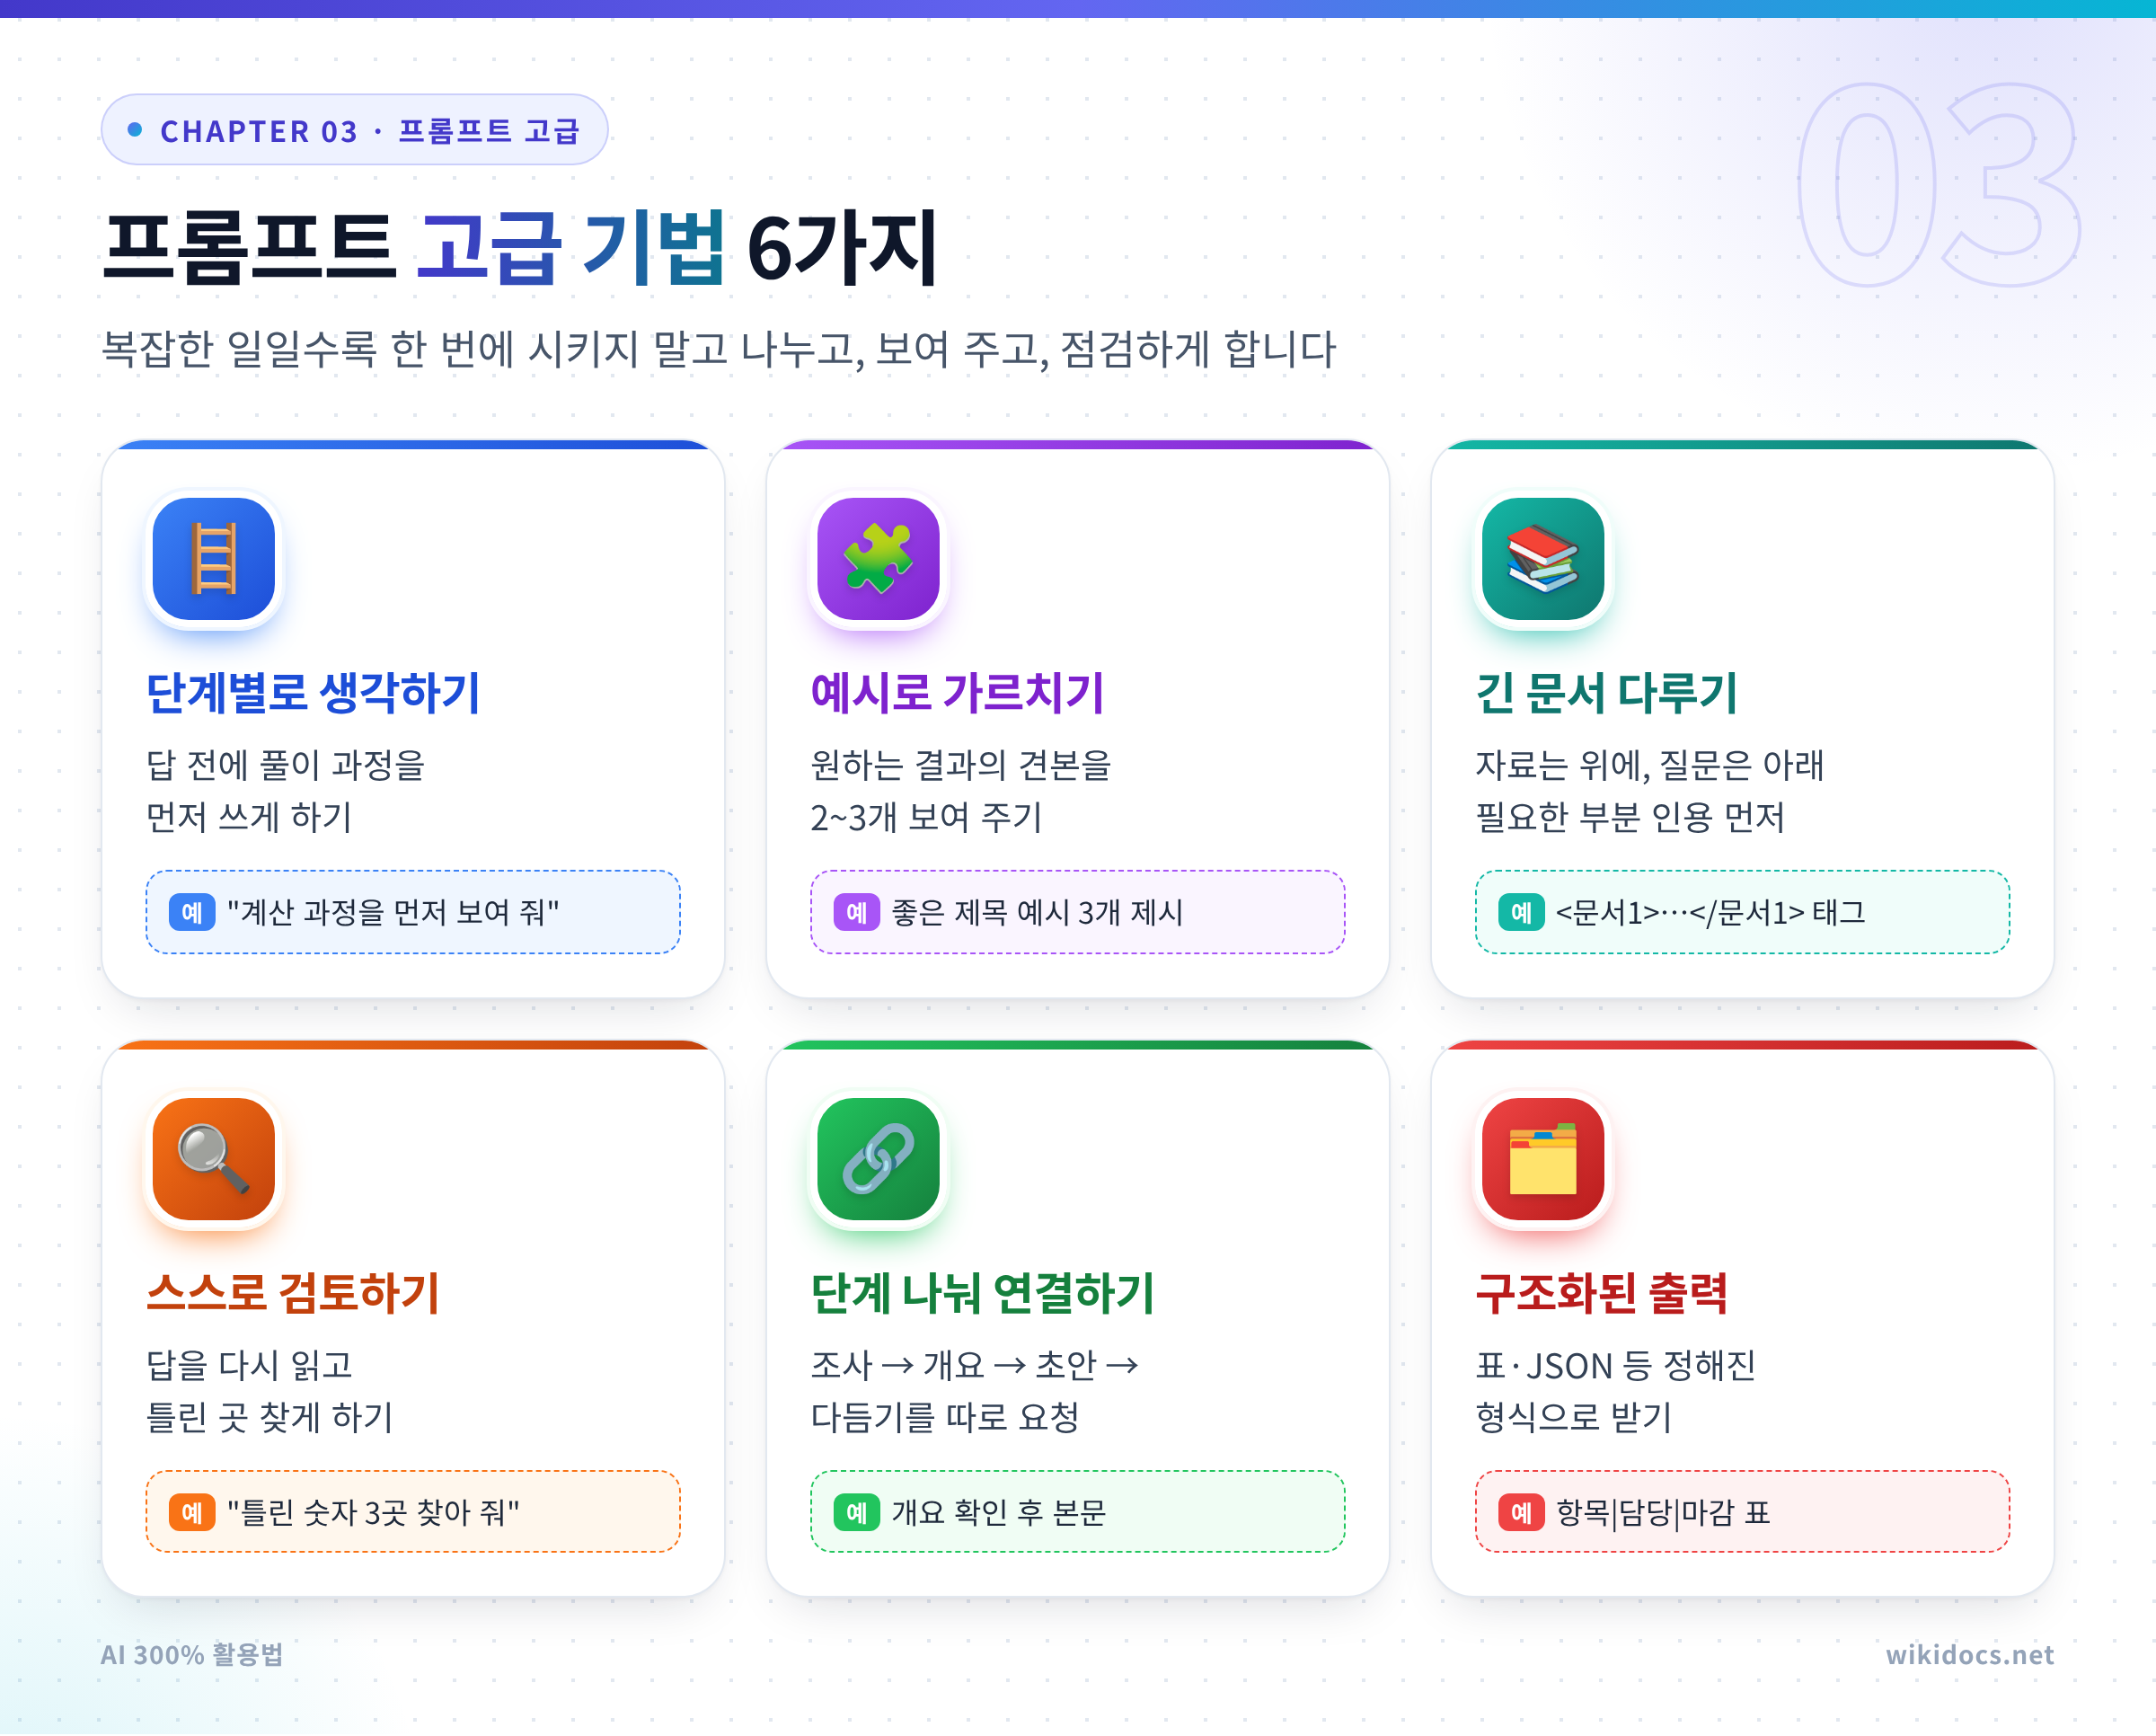 CHAPTER 03 · 프롬프트 고급
03
프롬프트 고급 기법 6가지
복잡한 일일수록 한 번에 시키지 말고 나누고, 보여 주고, 점검하게 합니다
단계별로 생각하기
답 전에 풀이 과정을
먼저 쓰게 하기
예 "계산 과정을 먼저 보여 줘"
예시로 가르치기
원하는 결과의 견본을
2~3개 보여 주기
예 좋은 제목 예시 3개 제시
긴 문서 다루기
자료는 위에, 질문은 아래
필요한 부분 인용 먼저
예 <문서1>…</문서1> 태그
스스로 검토하기
답을 다시 읽고
틀린 곳 찾게 하기
예 "틀린 숫자 3곳 찾아 줘"
단계 나눠 연결하기
조사 → 개요 → 초안 →
다듬기를 따로 요청
예 개요 확인 후 본문
구조화된 출력
표·JSON 등 정해진
형식으로 받기
예 항목|담당|마감 표
AI 300% 활용법
wikidocs.net